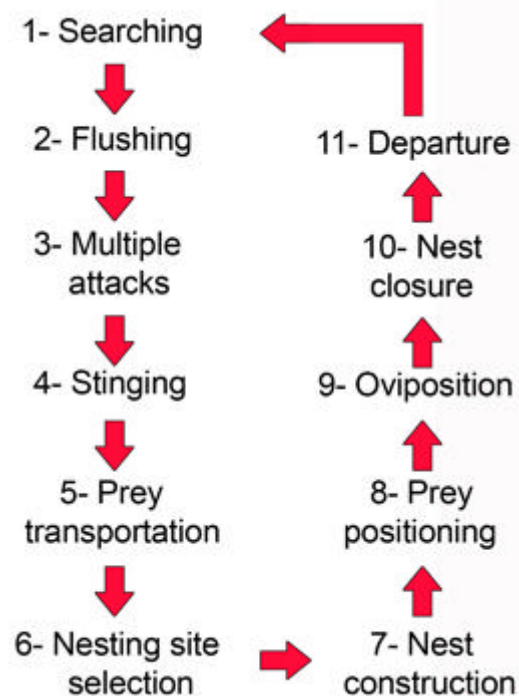 1- Searching
2- Flushing
3- Multiple
attacks
4- Stinging
5- Prey
transportation
6- Nesting site
selection
7- Nest
construction
8- Prey
positioning
9- Oviposition
10- Nest
closure
11- Departure